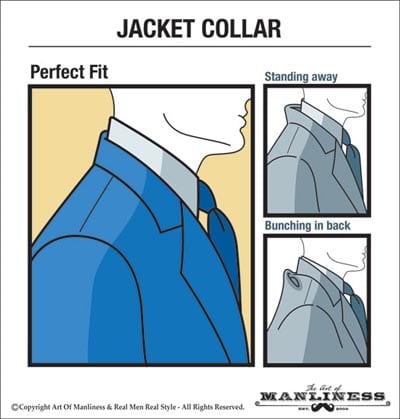 JACKET COLLAR
Perfect Fit
Standing away
Bunching in back
The Art of
MANLINESS
EST. 2008
©Copyright Art Of Manliness & Real Men Real Style - All Rights Reserved.